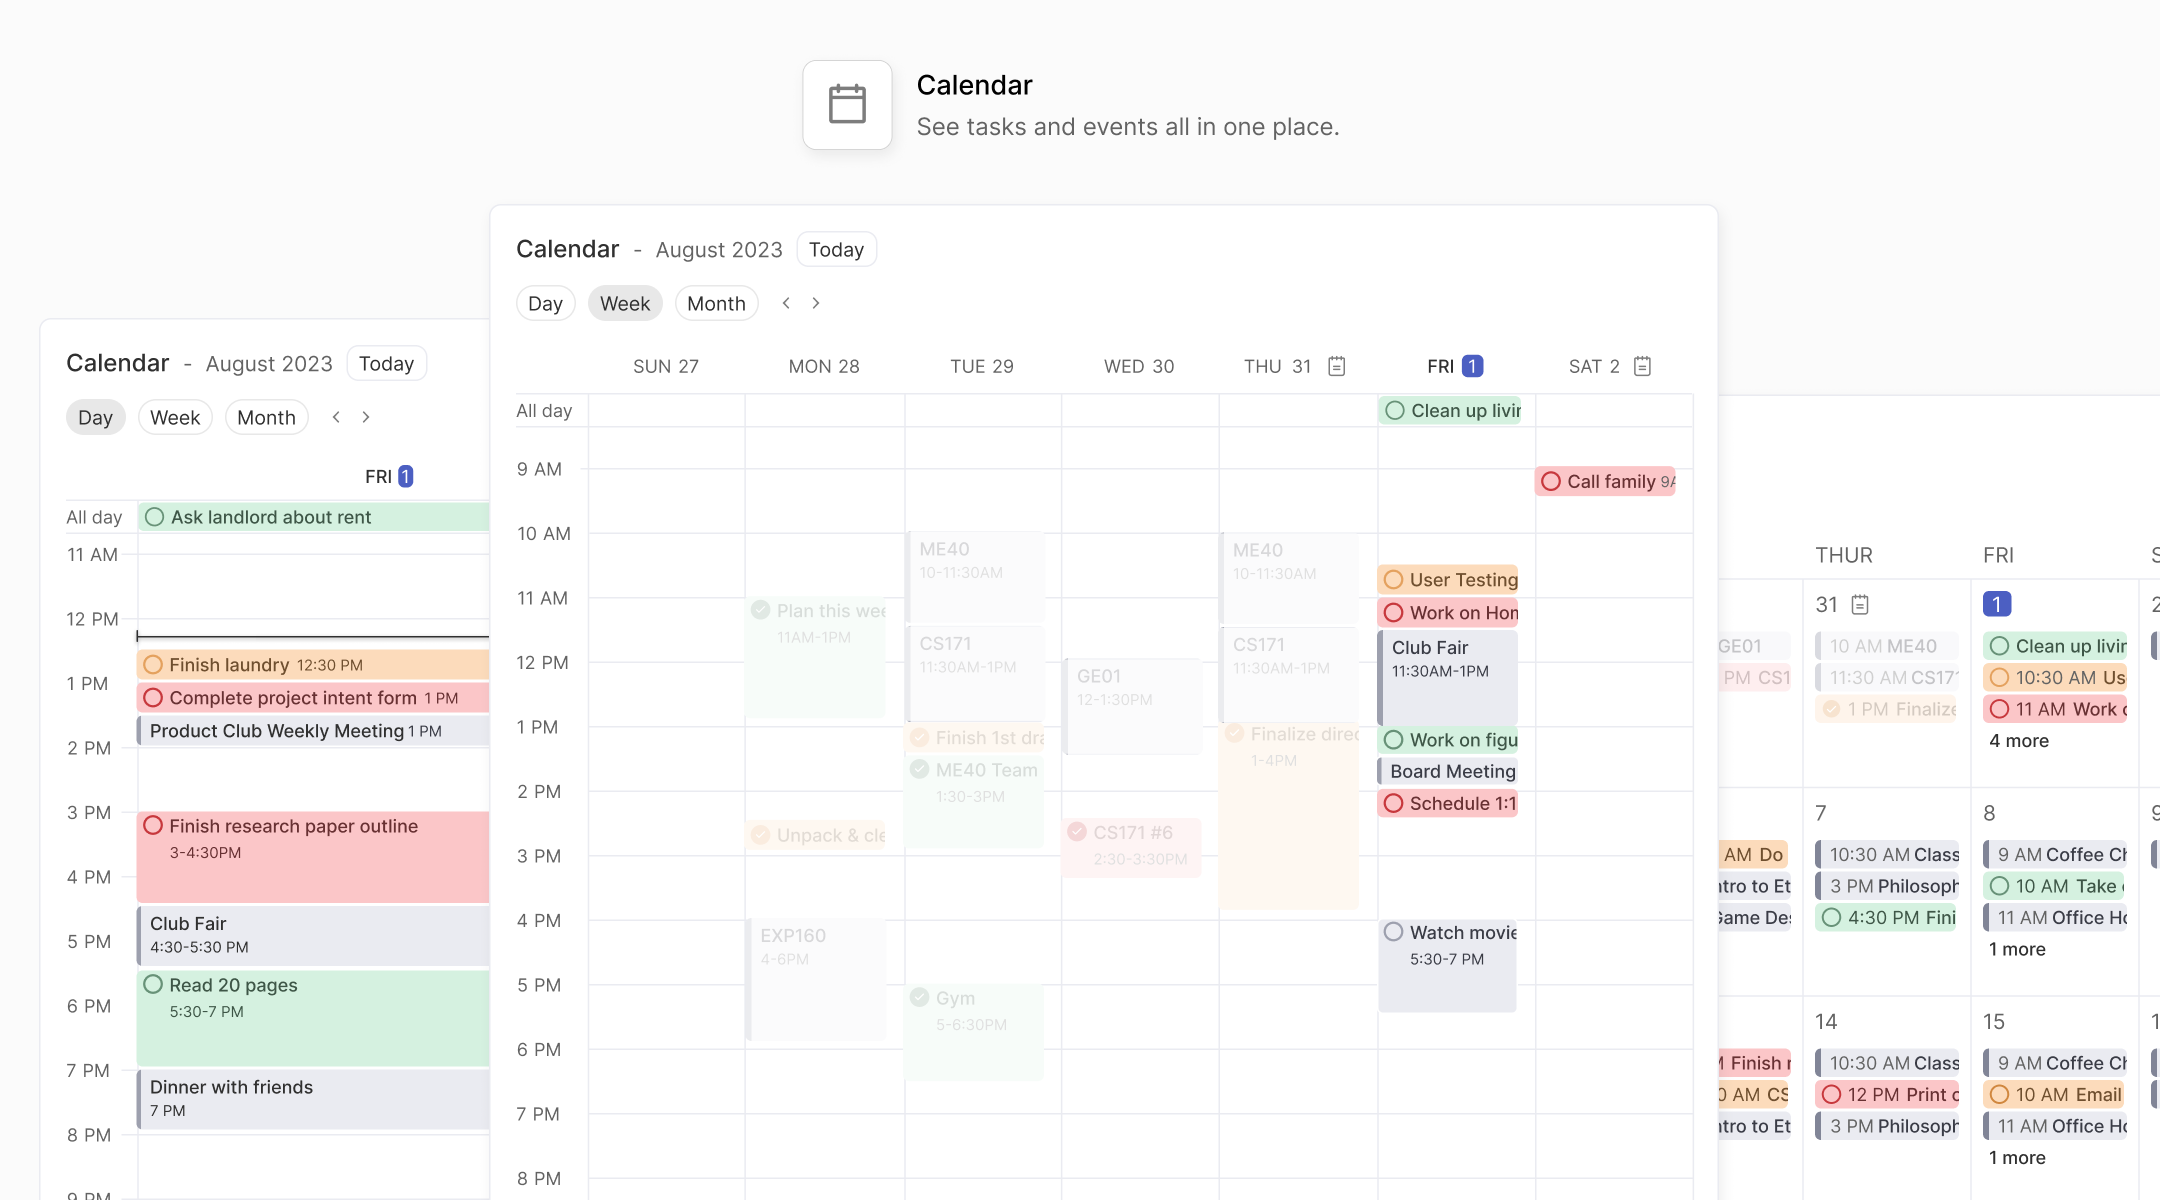 Calendar
See tasks and events all in one place.
Calendar - August 2023 Today
Day Week Month < >
FRI 1
All day Ask landlord about rent
11 AM
12 PM
Finish laundry 12:30 PM
1 PM
Complete project intent form 1 PM
Product Club Weekly Meeting 1 PM
2 PM
3 PM
Finish research paper outline
3-4:30PM
4 PM
Club Fair
4:30-5:30 PM
5 PM
Read 20 pages
5:30-7 PM
6 PM
7 PM
Dinner with friends
7 PM
8 PM
9 PM
Calendar - August 2023 Today
Day Week Month < >
SUN 27 MON 28 TUE 29 WED 30 THU 31 FRI 1 SAT 2
All day Clean up livin
9 AM
Call family 9A
10 AM
ME40
10-11:30AM
ME40
10-11:30AM
User Testing
11 AM
Plan this wee
11AM-1PM
Work on Hom
CS171
11:30AM-1PM
CS171
11:30AM-1PM
Club Fair
11:30AM-1PM
12 PM
GE01
12-1:30PM
1 PM
Finish 1st dra
Finalize direc
1-4PM
Work on figu
ME40 Team
1:30-3PM
Board Meeting
2 PM
Schedule 1:1
Unpack & cle
CS171 #6
2:30-3:30PM
3 PM
4 PM
EXP160
4-6PM
Watch movie
5:30-7 PM
5 PM
Gym
5-6:30PM
6 PM
7 PM
8 PM
THUR FRI
31 1 2
GE01
PM CS1
10 AM ME40
11:30 AM CS171
1 PM Finalize
Clean up livin
10:30 AM Us
11 AM Work o
4 more
7 8 9
AM Do
ntro to Et
Game Des
10:30 AM Class
3 PM Philosoph
4:30 PM Fini
9 AM Coffee Ch
10 AM Take
11 AM Office Ho
1 more
14 15
Finish r
0 AM CS
ntro to Et
10:30 AM Class
12 PM Print o
3 PM Philosoph
9 AM Coffee Ch
10 AM Email
11 AM Office Ho
1 more